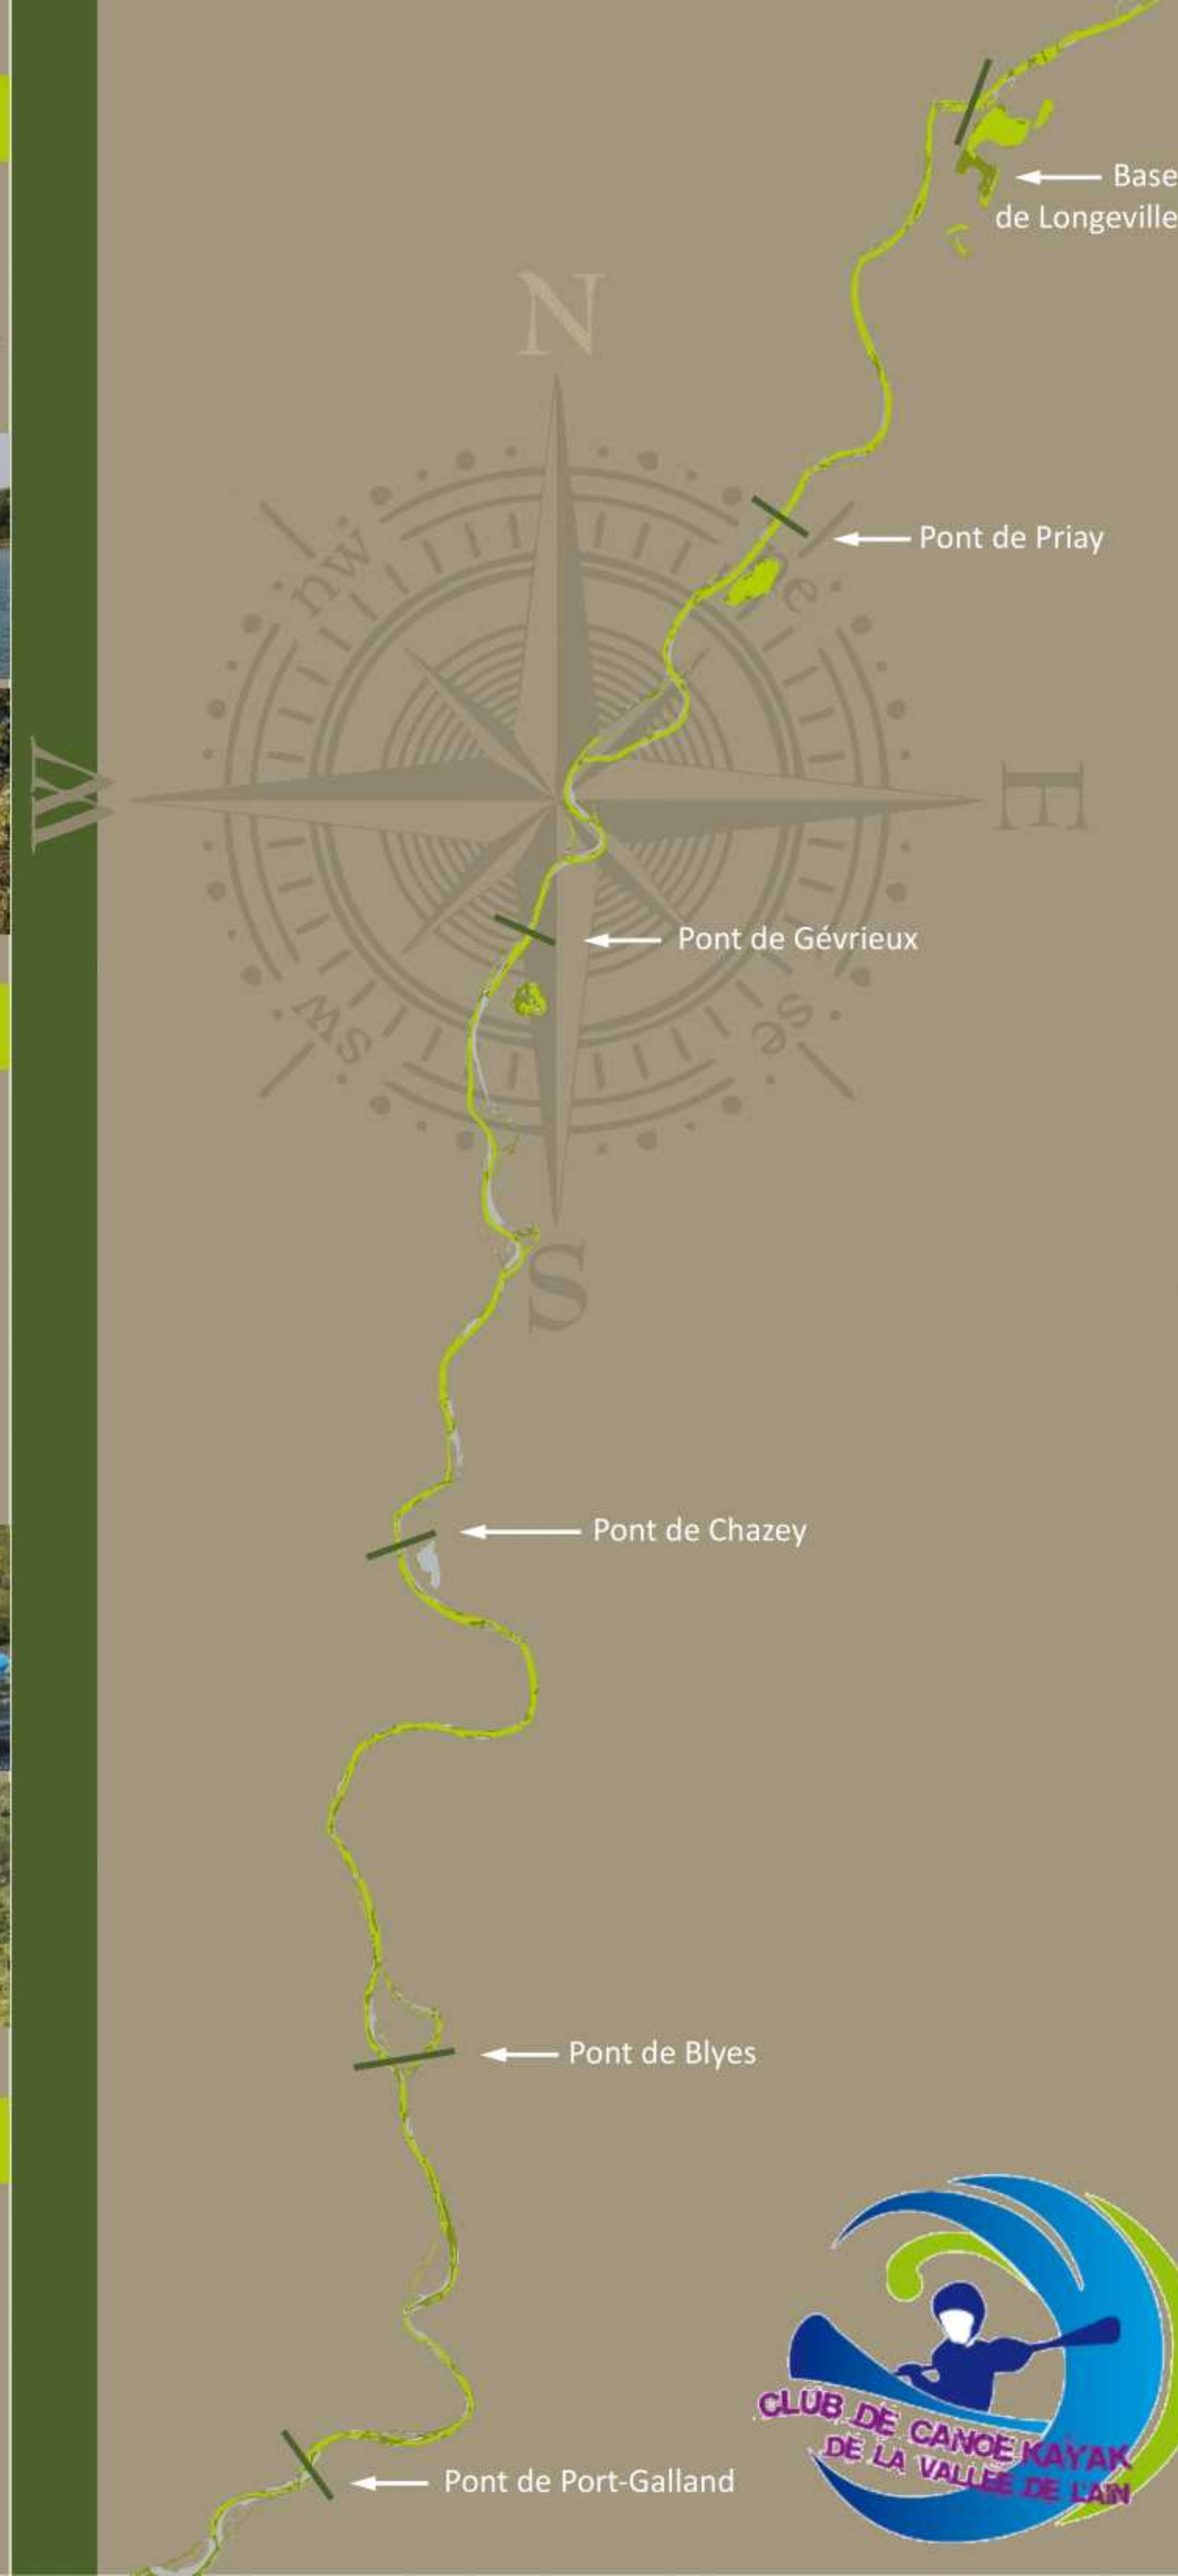 Base
de Longeville
N
Pont de Priay
nw
ne
W
E
Pont de Gévrieux
sw
se
S
Pont de Chazey
Pont de Blyes
CLUB DE CANOE KAYAK
DE LA VALLEE DE L'AIN
Pont de Port-Galland